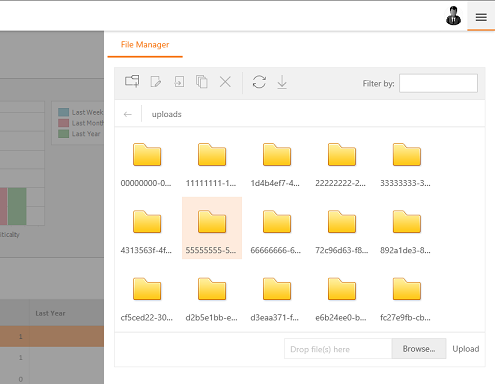 File Manager
Filter by:
Last Week
Last Month
Last Year
← uploads
00000000-0... 11111111-1... 1d4b4ef7-4... 22222222-2... 33333333-3...
4313563f-4f... 55555555-5... 66666666-6... 72c96d63-f8... 892a1de3-8...
cf5ced22-30... d2b5e1bb-e... d3eaa371-f... e6b24ee0-b... fc27e9fb-cb...
Last Year
1
1
0
Drop file(s) here Browse... Upload